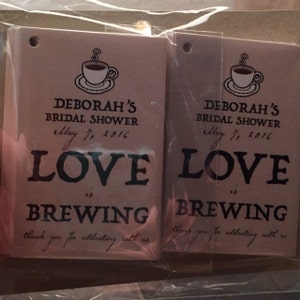 DEBORAH'S
BRIDAL SHOWER
May 7, 2016
LOVE
is
BREWING
thank you for celebrating with us
DEBORAH'S
BRIDAL SHOWER
May 7, 2016
LOVE
is
BREWING
thank you for celebrating with us